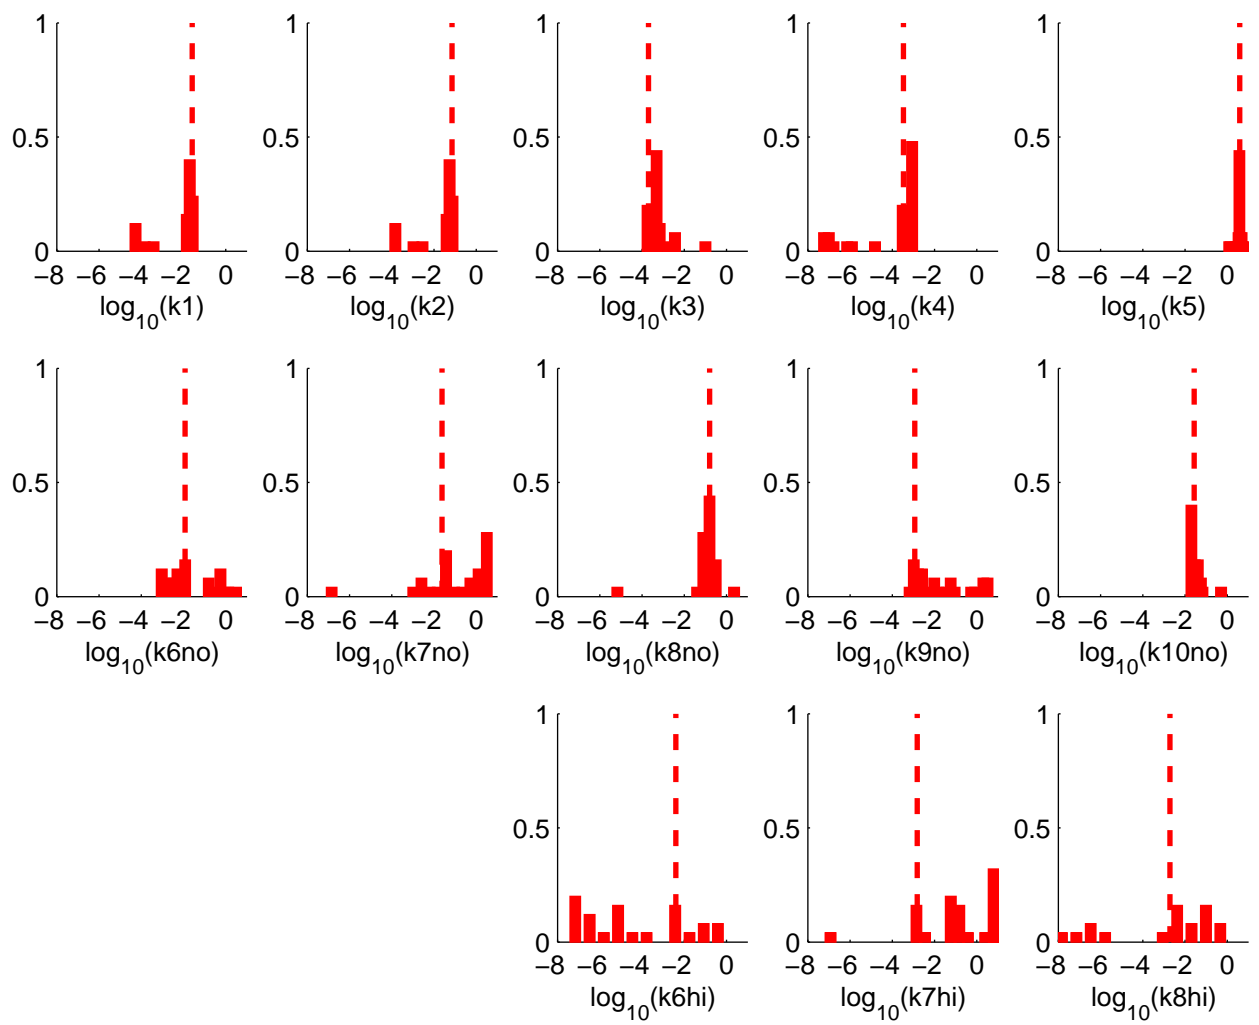 1 1 1 1 1
0.5 0.5 0.5 0.5 0.5
0 0 0 0 0
−8 −6 −4 −2 0 −8 −6 −4 −2 0 −8 −6 −4 −2 0 −8 −6 −4 −2 0 −8 −6 −4 −2 0
log10(k1) log10(k2) log10(k3) log10(k4) log10(k5)
1 1 1 1 1
0.5 0.5 0.5 0.5 0.5
0 0 0 0 0
−8 −6 −4 −2 0 −8 −6 −4 −2 0 −8 −6 −4 −2 0 −8 −6 −4 −2 0 −8 −6 −4 −2 0
log10(k6no) log10(k7no) log10(k8no) log10(k9no) log10(k10no)
1 1 1
0.5 0.5 0.5
0 0 0
−8 −6 −4 −2 0 −8 −6 −4 −2 0 −8 −6 −4 −2 0
log10(k6hi) log10(k7hi) log10(k8hi)